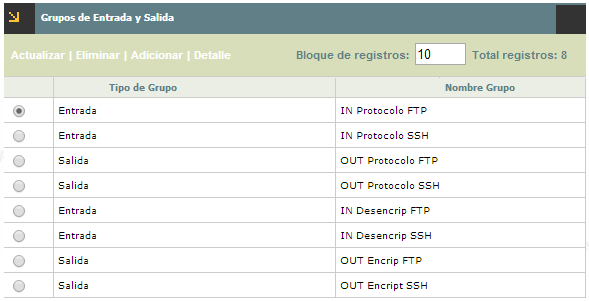 Grupos de Entrada y Salida
Actualizar | Eliminar | Adicionar | Detalle Bloque de registros: 10 Total registros: 8
Tipo de Grupo Nombre Grupo
Entrada IN Protocolo FTP
Entrada IN Protocolo SSH
Salida OUT Protocolo FTP
Salida OUT Protocolo SSH
Entrada IN Desencrip FTP
Entrada IN Desencrip SSH
Salida OUT Encrip FTP
Salida OUT Encript SSH